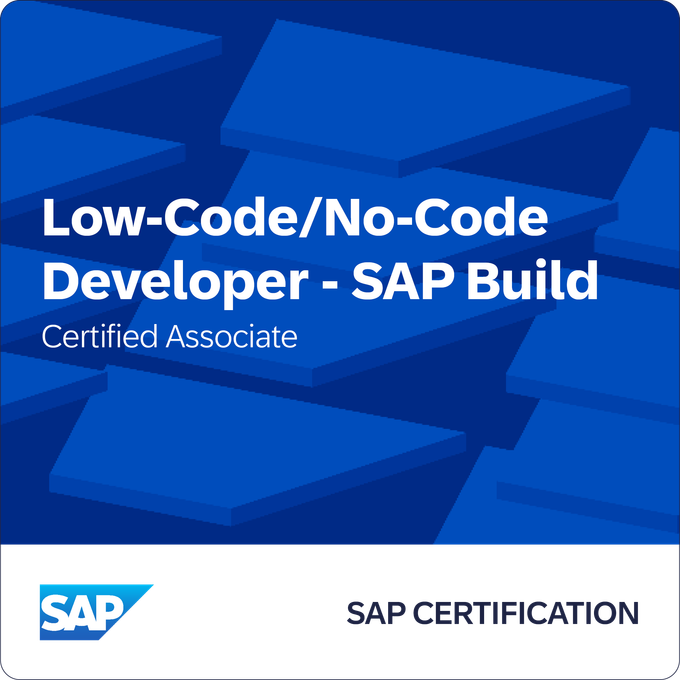 Low-Code/No-Code
Developer - SAP Build
Certified Associate
SAP
SAP CERTIFICATION